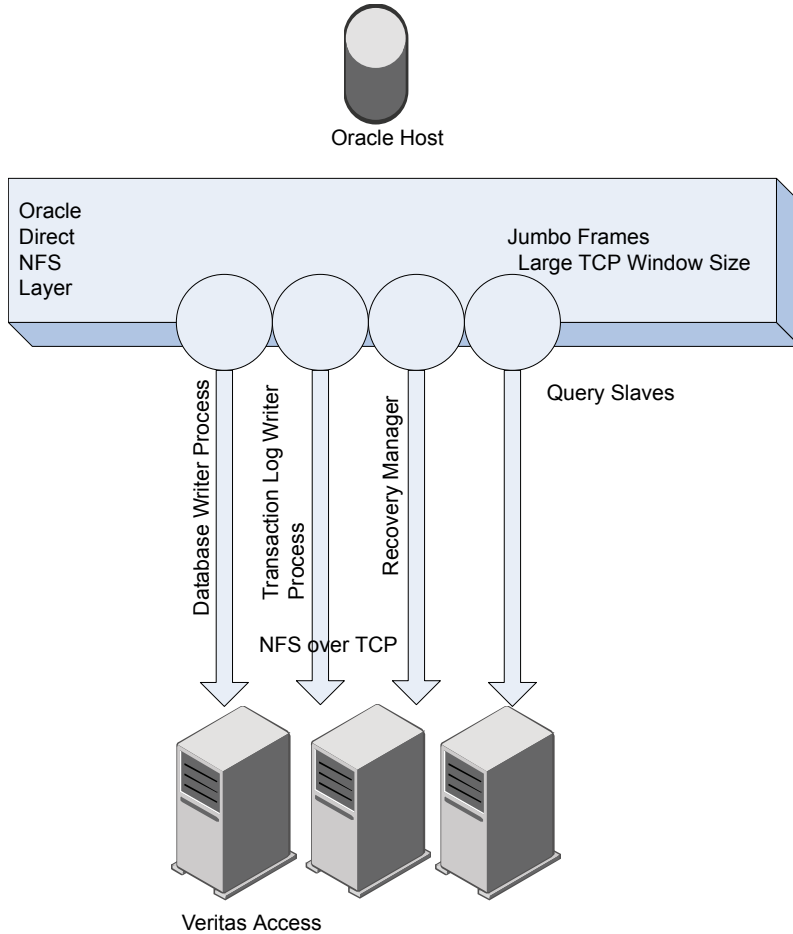 Oracle Host
Oracle
Direct
NFS
Layer
Jumbo Frames
Large TCP Window Size
Database Writer Process
Transaction Log Writer
Process
Recovery Manager
Query Slaves
NFS over TCP
Veritas Access